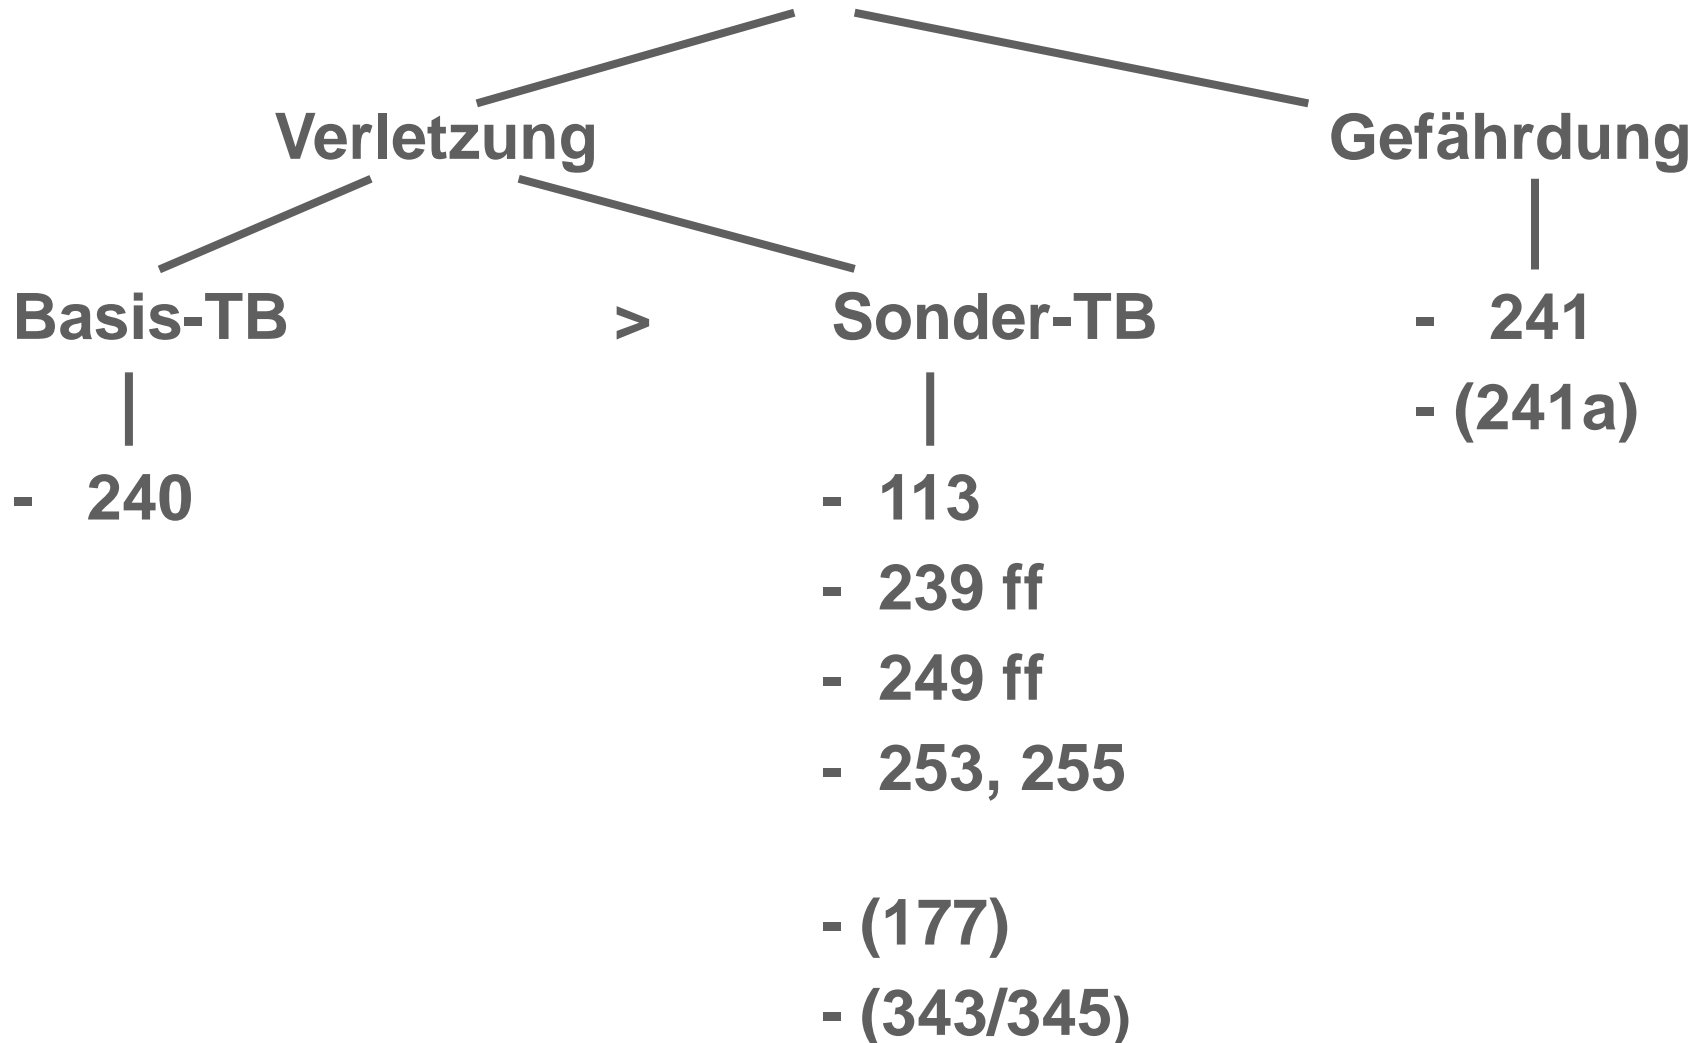 Verletzung Gefährdung
Basis-TB > Sonder-TB - 241
- (241a)
- 240 - 113
- 239 ff
- 249 ff
- 253, 255
- (177)
- (343/345)